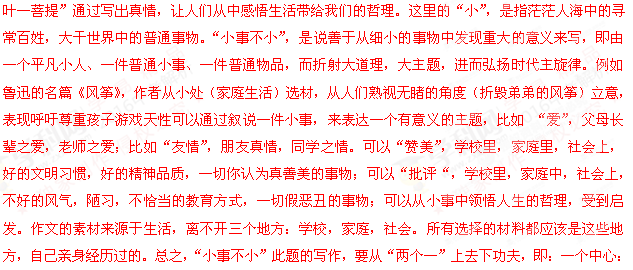 叶一菩提”通过写出真情，让人们从中感悟生活带给我们的哲理。这里的“小”，是指茫茫人海中的寻
常百姓，大千世界中的普通事物。“小事不小”，是说善于从细小的事物中发现重大的意义来写，即由
一个平凡小人、一件普通小事、一件普通物品，而折射大道理，大主题，进而弘扬时代主旋律。例如
鲁迅的名篇《风筝》，作者从小处（家庭生活）选材，从人们熟视无睹的角度（折毁弟弟的风筝）立意，
表现呼吁尊重孩子游戏天性可以通过叙说一件小事，来表达一个有意义的主题，比如 “爱”，父母长
辈之爱，老师之爱；比如“友情”，朋友真情，同学之情。可以“赞美”，学校里，家庭里，社会上，
好的文明习惯，好的精神品质，一切你认为真善美的事物；可以“批评“，学校里，家庭中，社会上，
不好的风气，陋习，不恰当的教育方式，一切假恶丑的事物；可以从小事中领悟人生的哲理，受到启
发。作文的素材来源于生活，离不开三个地方：学校，家庭，社会。所有选择的材料都应该是这些地
方，自己亲身经历过的。总之，“小事不小”此题的写作，要从“两个一”上去下功夫，即：一个中心：